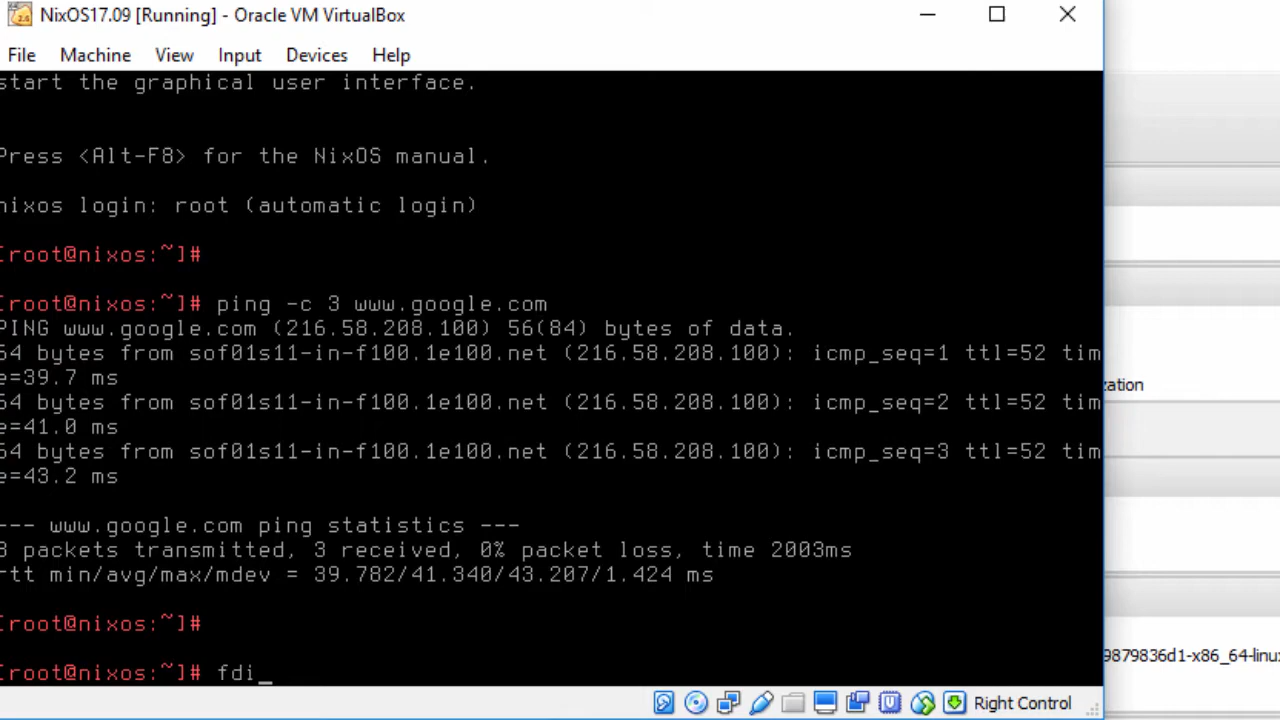 NixOS17.09 [Running] - Oracle VM VirtualBox
File Machine View Input Devices Help
start the graphical user interface.
Press <Alt-F8> for the NixOS manual.
nixos login: root (automatic login)
[root@nixos:~]#
[root@nixos:~]# ping -c 3 www.google.com
PING www.google.com (216.58.208.100) 56(84) bytes of data.
64 bytes from sof01s11-in-f100.1e100.net (216.58.208.100): icmp_seq=1 ttl=52 tim
e=39.7 ms
64 bytes from sof01s11-in-f100.1e100.net (216.58.208.100): icmp_seq=2 ttl=52 tim
e=41.0 ms
64 bytes from sof01s11-in-f100.1e100.net (216.58.208.100): icmp_seq=3 ttl=52 tim
e=43.2 ms
--- www.google.com ping statistics ---
3 packets transmitted, 3 received, 0% packet loss, time 2003ms
rtt min/avg/max/mdev = 39.782/41.340/43.207/1.424 ms
[root@nixos:~]#
[root@nixos:~]# fdi_
Right Control
zation
9879836d1-x86_64-linu